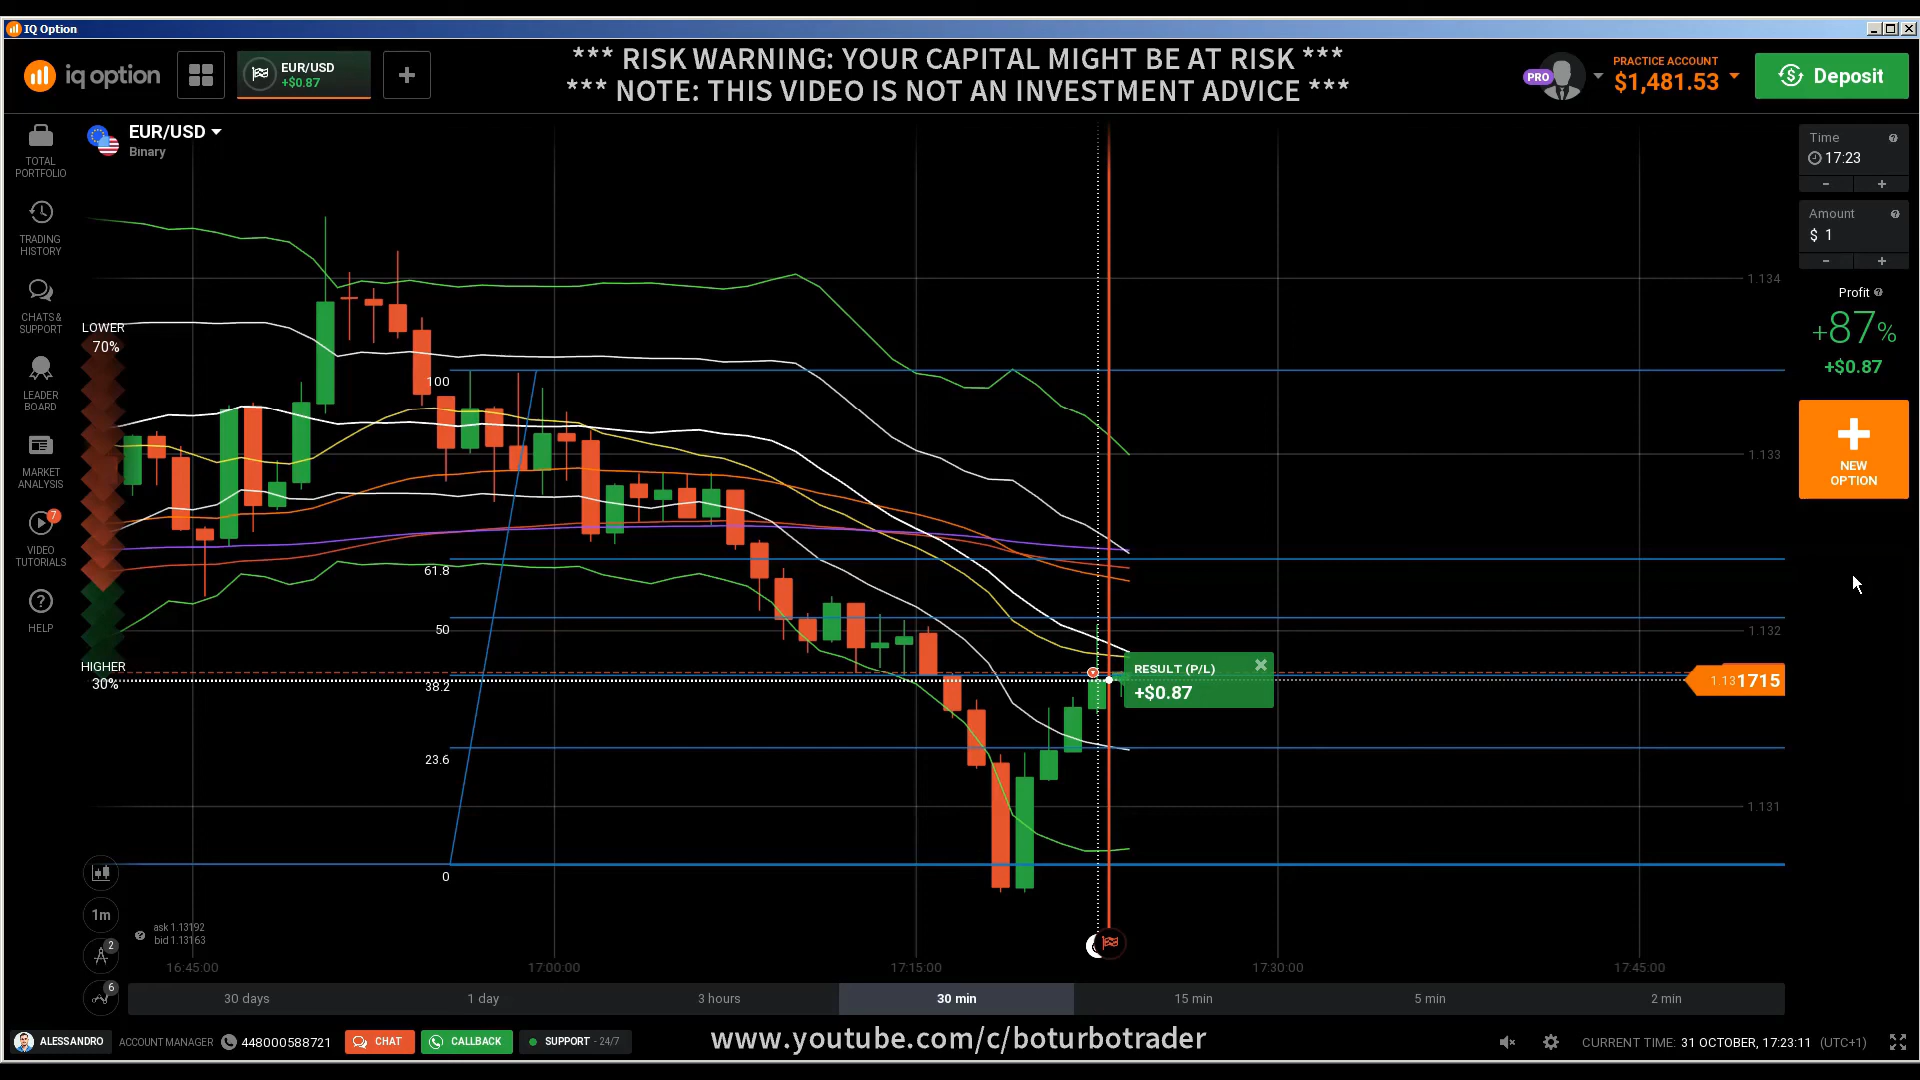 IQ Option
*** RISK WARNING: YOUR CAPITAL MIGHT BE AT RISK ***
*** NOTE: THIS VIDEO IS NOT AN INVESTMENT ADVICE ***
iq option
EUR/USD
+$0.87
+
PRO
PRACTICE ACCOUNT
$1,481.53
Deposit
EUR/USD
Binary
TOTAL
PORTFOLIO
TRADING
HISTORY
CHATS &
SUPPORT
LEADER
BOARD
MARKET
ANALYSIS
7
VIDEO
TUTORIALS
?
HELP
LOWER
70%
HIGHER
30%
100
61.8
50
38.2
23.6
0
RESULT (P/L)
+$0.87
1.134
1.133
1.132
1.131715
1.131
Time
17:23
- +
Amount
$ 1
- +
Profit
+87%
+$0.87
NEW
OPTION
1m
2
6
ask 1.13192
bid 1.13163
16:45:00
17:00:00
17:15:00
17:30:00
17:45:00
30 days
1 day
3 hours
30 min
15 min
5 min
2 min
ALESSANDRO
ACCOUNT MANAGER
448000588721
CHAT
CALLBACK
SUPPORT - 24/7
www.youtube.com/c/boturbotrader
CURRENT TIME: 31 OCTOBER, 17:23:11 (UTC+1)